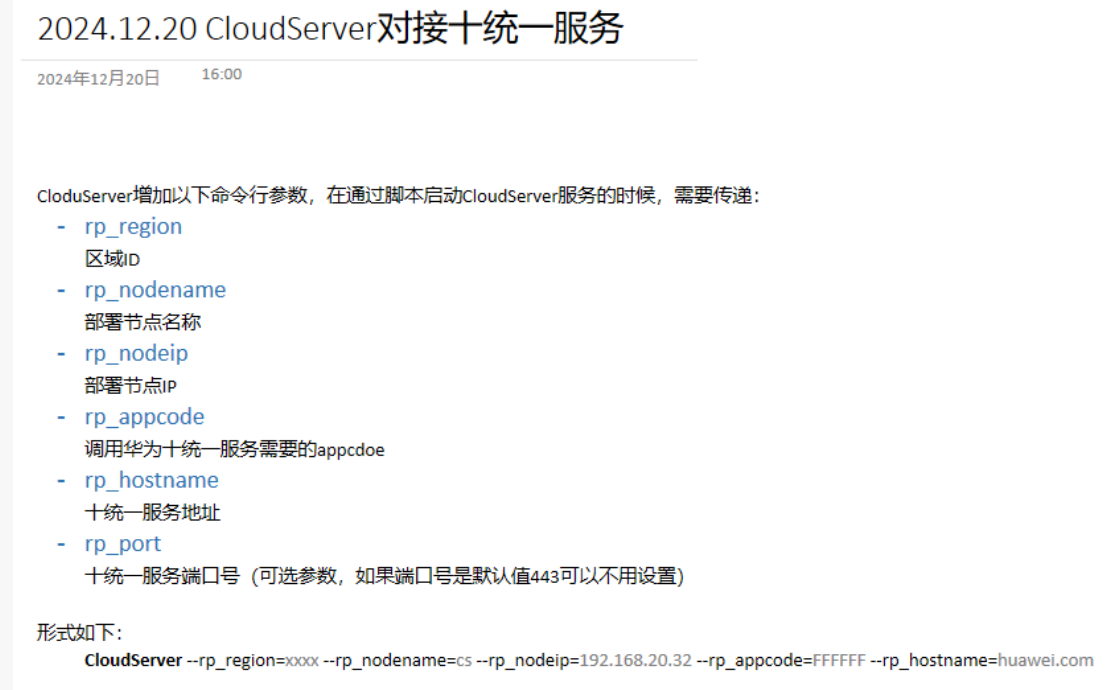 2024.12.20 CloudServer对接十统一服务
2024年12月20日 16:00
CloduServer增加以下命令行参数，在通过脚本启动CloudServer服务的时候，需要传递：
- rp_region
区域ID
- rp_nodename
部署节点名称
- rp_nodeip
部署节点IP
- rp_appcode
调用华为十统一服务需要的appcdoe
- rp_hostname
十统一服务地址
- rp_port
十统一服务端口号（可选参数，如果端口号是默认值443可以不用设置）
形式如下：
CloudServer --rp_region=xxxx --rp_nodename=cs --rp_nodeip=192.168.20.32 --rp_appcode=FFFFFF --rp_hostname=huawei.com